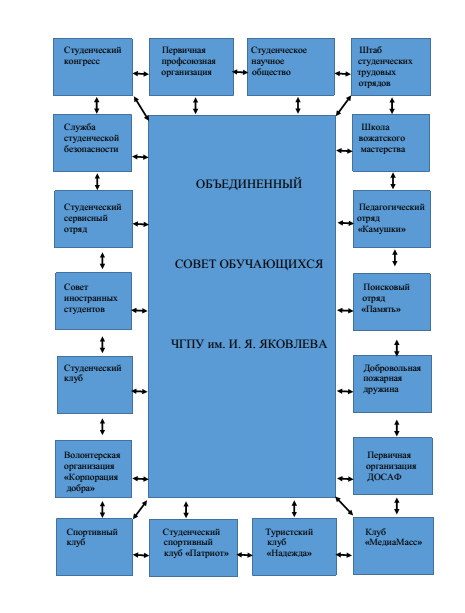 Студенческий
конгресс
Первичная
профсоюзная
организация
Студенческое
научное
общество
Штаб
студенческих
трудовых
отрядов
Служба
студенческой
безопасности
Школа
вожатского
мастерства
ОБЪЕДИНЕННЫЙ
СОВЕТ ОБУЧАЮЩИХСЯ
ЧГПУ им. И. Я. ЯКОВЛЕВА
Студенческий
сервисный
отряд
Педагогический
отряд
«Камушки»
Совет
иностранных
студентов
Поисковый
отряд
«Память»
Студенческий
клуб
Добровольная
пожарная
дружина
Волонтерская
организация
«Корпорация
добра»
Первичная
организация
ДОСАФ
Спортивный
клуб
Студенческий
спортивный
клуб «Патриот»
Туристский
клуб
«Надежда»
Клуб
«МедиаМасс»